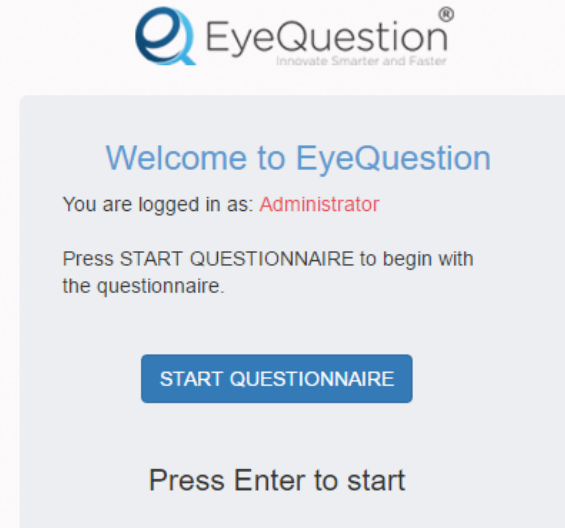 EyeQuestion®
Innovate Smarter and Faster
Welcome to EyeQuestion
You are logged in as: Administrator
Press START QUESTIONNAIRE to begin with
the questionnaire.
START QUESTIONNAIRE
Press Enter to start